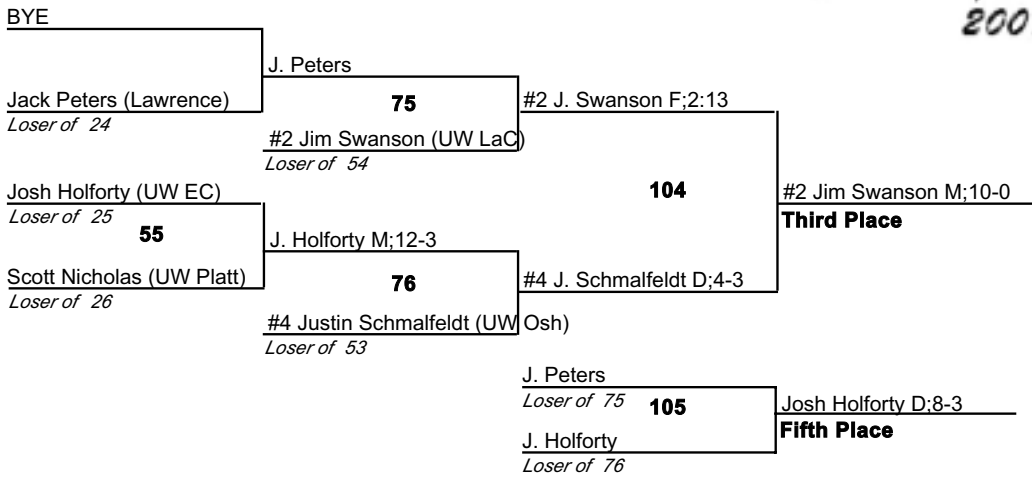 BYE
200
J. Peters
Jack Peters (Lawrence)
75
#2 J. Swanson F;2:13
Loser of 24
#2 Jim Swanson (UW LaC)
Loser of 54
Josh Holforty (UW EC)
104
#2 Jim Swanson M;10-0
Loser of 25
Third Place
55
J. Holforty M;12-3
Scott Nicholas (UW Platt)
76
#4 J. Schmalfeldt D;4-3
Loser of 26
#4 Justin Schmalfeldt (UW Osh)
Loser of 53
J. Peters
Loser of 75
105
Josh Holforty D;8-3
Fifth Place
J. Holforty
Loser of 76